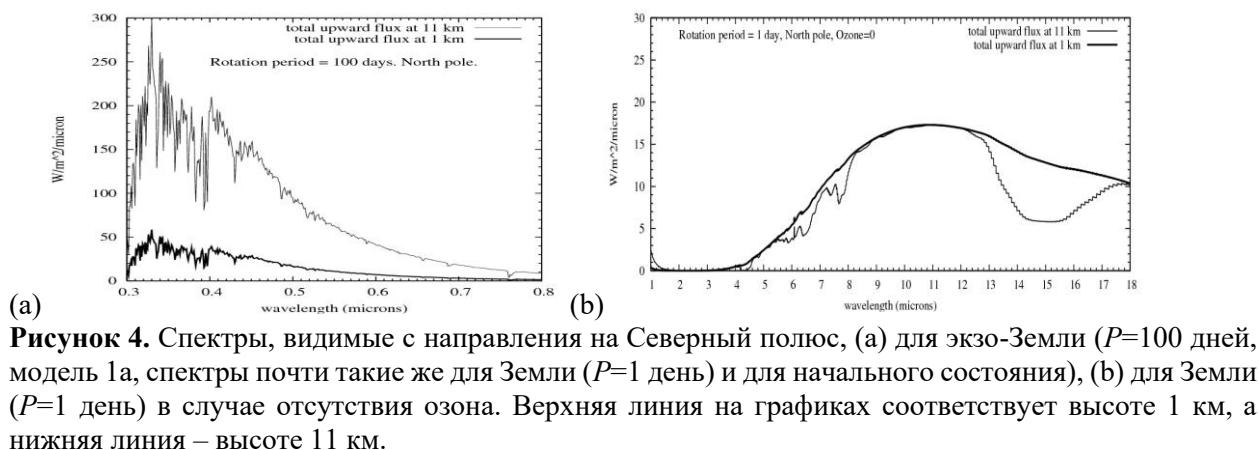 total upward flux at 11 km
total upward flux at 1 km
Rotation period = 100 days. North pole.
W/m^2/micron
300
250
200
150
100
50
0
0.3 0.4 0.5 0.6 0.7 0.8
wavelength (microns)
(a)
Rotation period = 1 day, North pole, Ozone=0
total upward flux at 11 km
total upward flux at 1 km
W/m^2/micron
30
25
20
15
10
5
0
1 2 3 4 5 6 7 8 9 10 11 12 13 14 15 16 17 18
wavelength (microns)
(b)
Рисунок 4. Спектры, видимые с направления на Северный полюс, (a) для экзо-Земли (P=100 дней,
модель 1а, спектры почти такие же для Земли (P=1 день) и для начального состояния), (b) для Земли
(P=1 день) в случае отсутствия озона. Верхняя линия на графиках соответствует высоте 1 км, а
нижняя линия – высоте 11 км.